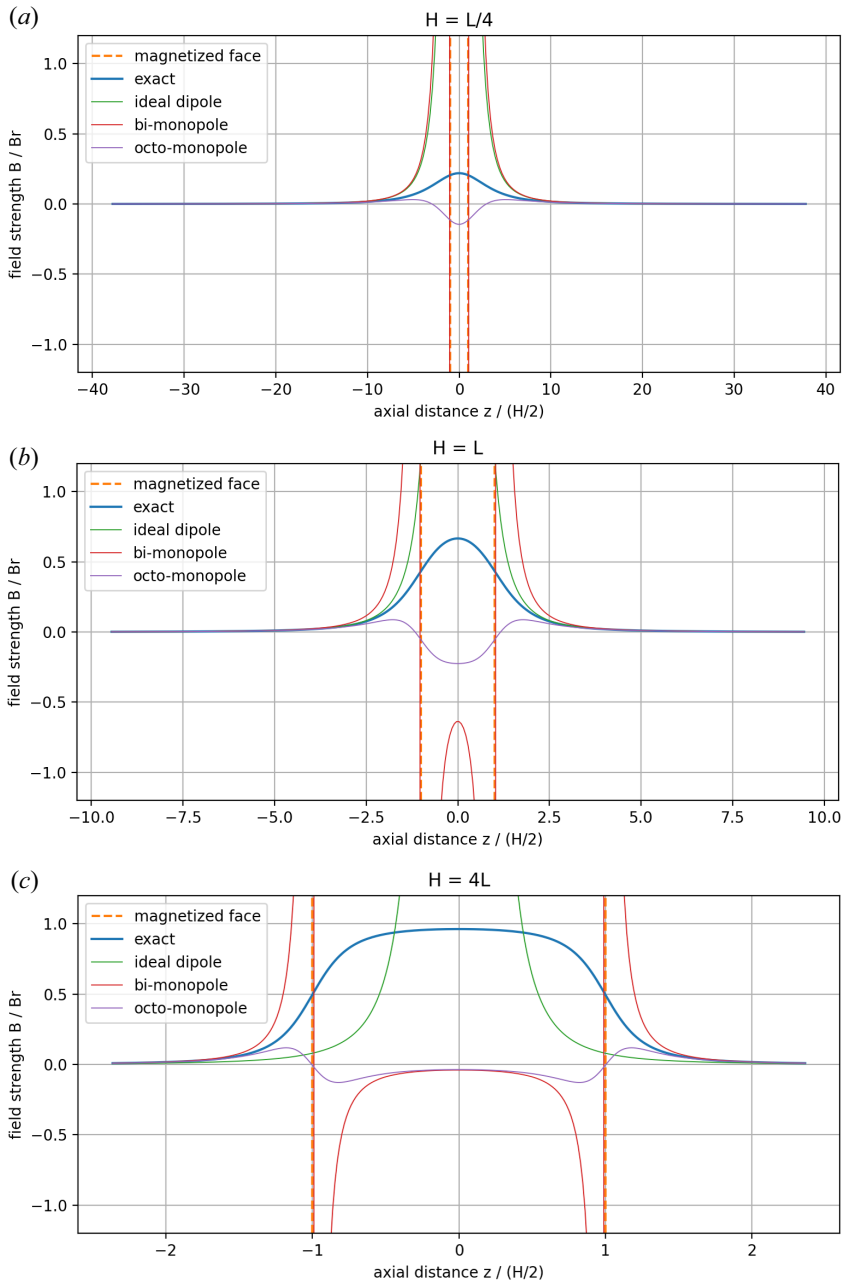 (a)
H = L/4
magnetized face
exact
ideal dipole
bi-monopole
octo-monopole
field strength B / Br
1.0
0.5
0.0
−0.5
−1.0
−40 −30 −20 −10 0 10 20 30 40
axial distance z / (H/2)
(b)
H = L
magnetized face
exact
ideal dipole
bi-monopole
octo-monopole
field strength B / Br
1.0
0.5
0.0
−0.5
−1.0
−10.0 −7.5 −5.0 −2.5 0.0 2.5 5.0 7.5 10.0
axial distance z / (H/2)
(c)
H = 4L
magnetized face
exact
ideal dipole
bi-monopole
octo-monopole
field strength B / Br
1.0
0.5
0.0
−0.5
−1.0
−2 −1 0 1 2
axial distance z / (H/2)